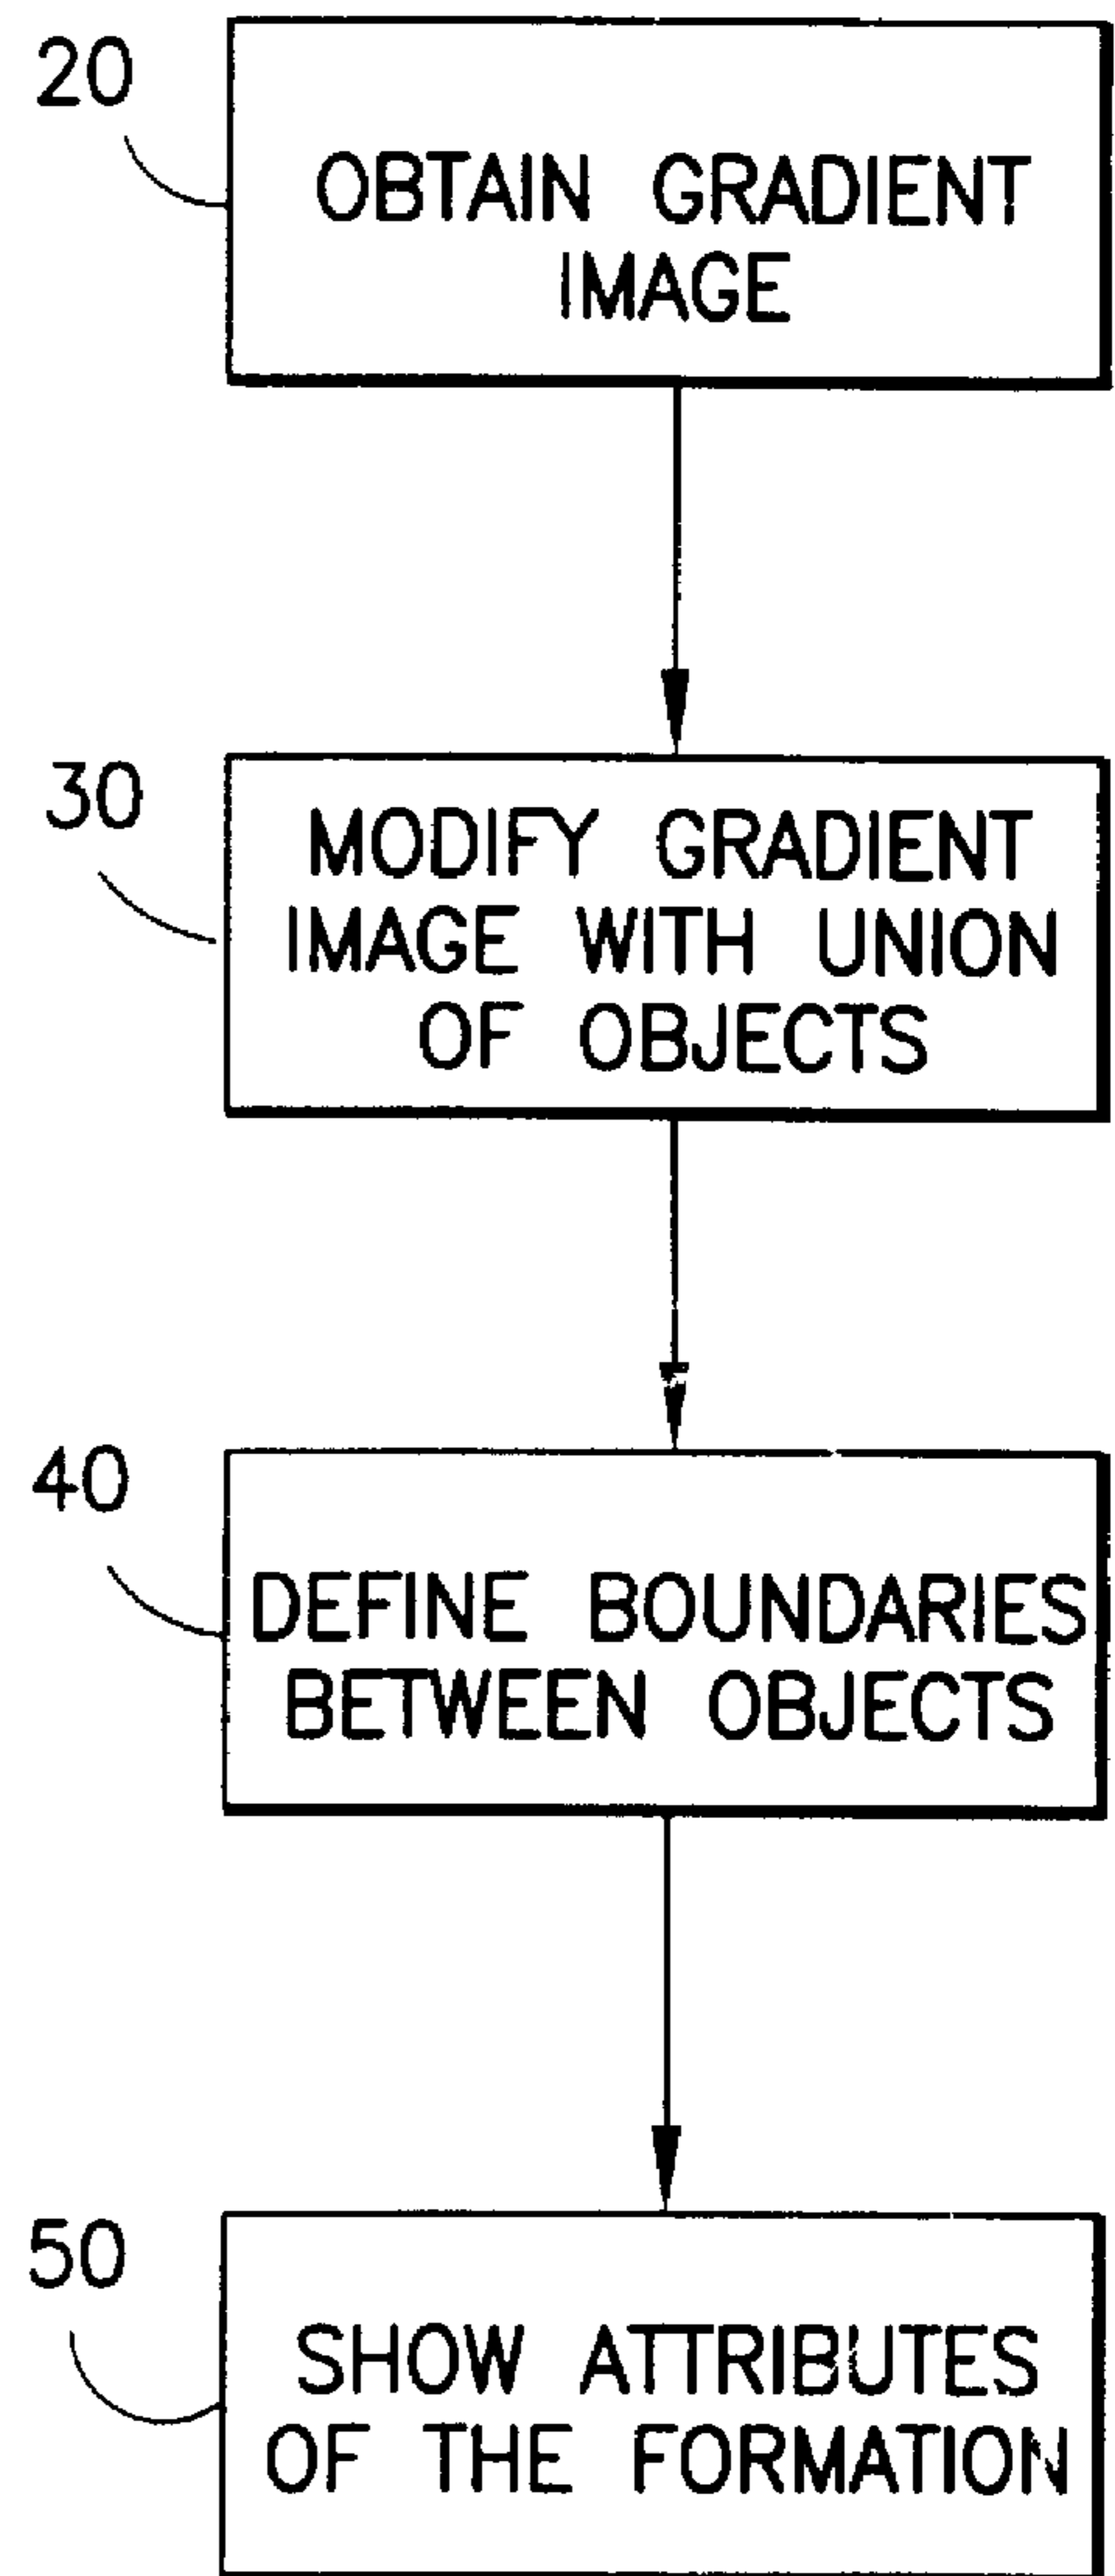 20
OBTAIN GRADIENT
IMAGE
30
MODIFY GRADIENT
IMAGE WITH UNION
OF OBJECTS
40
DEFINE BOUNDARIES
BETWEEN OBJECTS
50
SHOW ATTRIBUTES
OF THE FORMATION